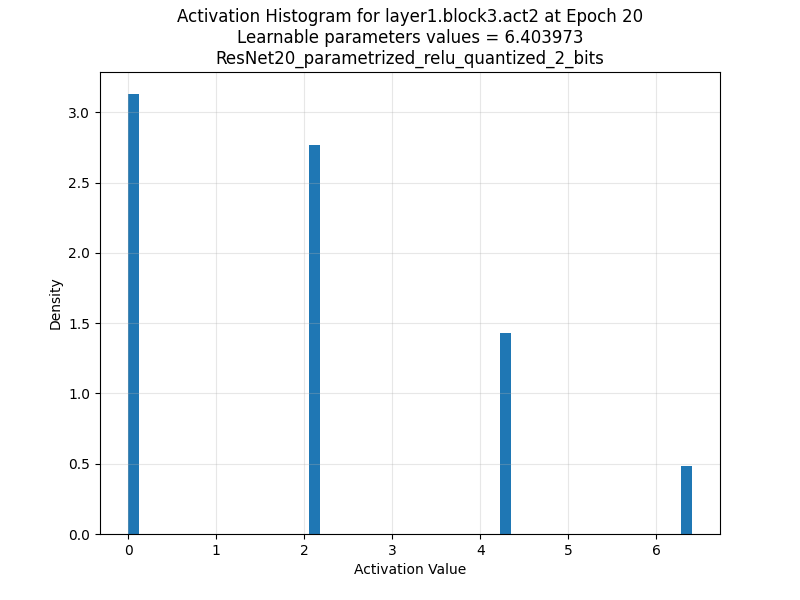 Activation Histogram for layer1.block3.act2 at Epoch 20
Learnable parameters values = 6.403973
ResNet20_parametrized_relu_quantized_2_bits
3.0
2.5
2.0
1.5
1.0
0.5
0.0
Density
0 1 2 3 4 5 6
Activation Value